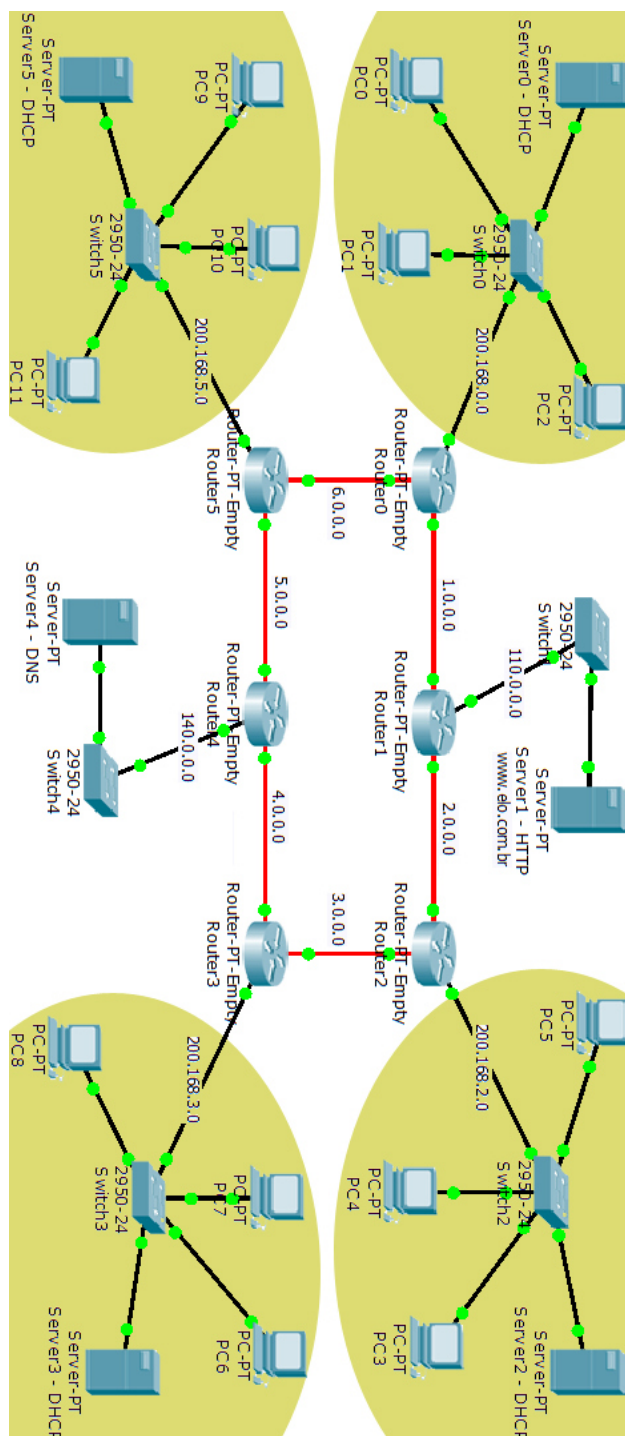 Server-PT
Server0 - DHCP
2950-24
Switch0
PC-PT
PC2
PC-PT
PC0
PC-PT
PC1
200.168.0.0
2950-24
Server-PT
Server1 - HTTP
www.elo.com.br
110.0.0.0
PC-PT
PC5
2950-24
Switch2
Server-PT
Server2 - DHCP
PC-PT
PC4
PC-PT
PC3
200.168.2.0
Router-PT-Empty
Router0
1.0.0.0
Router-PT-Empty
Router1
2.0.0.0
Router-PT-Empty
Router2
6.0.0.0
3.0.0.0
Router-PT-Empty
Router5
5.0.0.0
Router-PT-Empty
Router4
4.0.0.0
Router-PT-Empty
Router3
PC-PT
PC9
PC-PT
PC10
200.168.5.0
Server-PT
Server5 - DHCP
2950-24
Switch5
PC-PT
PC11
140.0.0.0
Server-PT
Server4 - DNS
2950-24
Switch4
200.168.3.0
PC-PT
PC7
PC-PT
PC6
PC-PT
PC8
2950-24
Switch3
Server-PT
Server3 - DHCP